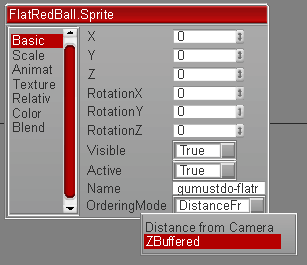 FlatRedBall.Sprite
Basic
Scale
Animat
Texture
Relativ
Color
Blend
X 0
Y 0
Z 0
RotationX 0
RotationY 0
RotationZ 0
Visible True
Active True
Name gumustdo-flatr
OrderingMode DistanceFr
Distance from Camera
ZBuffered